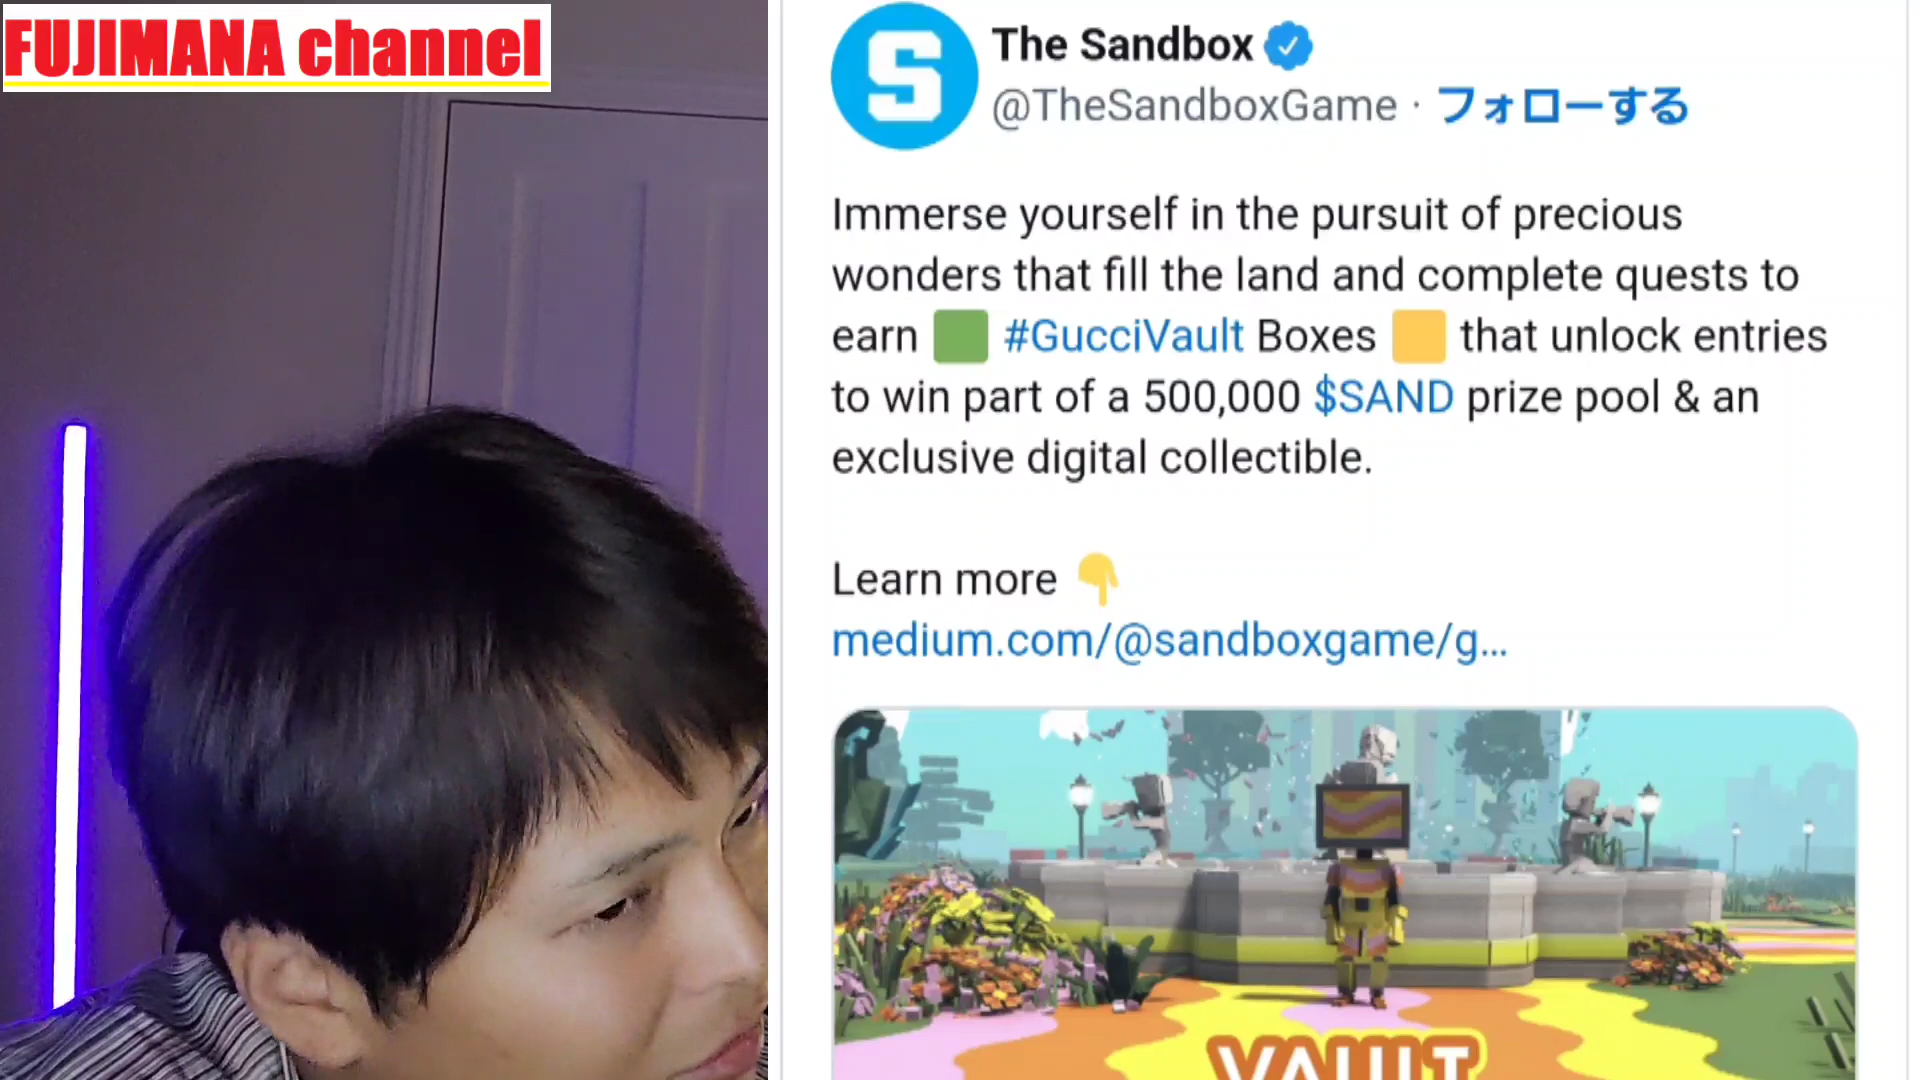 FUJIMANA channel
The Sandbox
@TheSandboxGame · フォローする
Immerse yourself in the pursuit of precious
wonders that fill the land and complete quests to
earn 🟩 #GucciVault Boxes 🟨 that unlock entries
to win part of a 500,000 $SAND prize pool & an
exclusive digital collectible.
Learn more 👇
medium.com/@sandboxgame/g...
VAULT